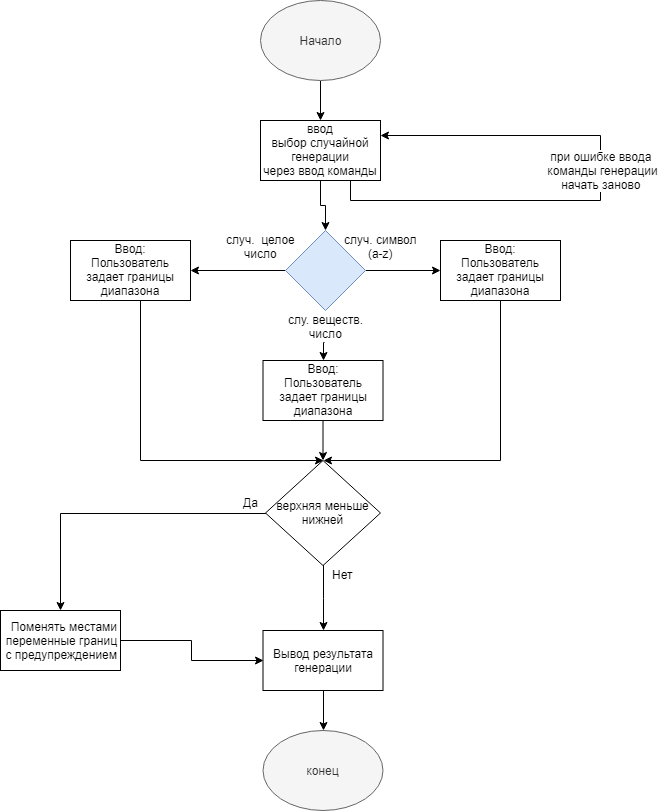 Начало
ввод
выбор случайной
генерации
через ввод команды
при ошибке ввода
команды генерации
начать заново
случ. целое
число
случ. символ
(a-z)
Ввод:
Пользователь
задает границы
диапазона
Ввод:
Пользователь
задает границы
диапазона
слу. веществ.
число
Ввод:
Пользователь
задает границы
диапазона
Да
верхняя меньше
нижней
Нет
Поменять местами
переменные границ
с предупреждением
Вывод результата
генерации
конец